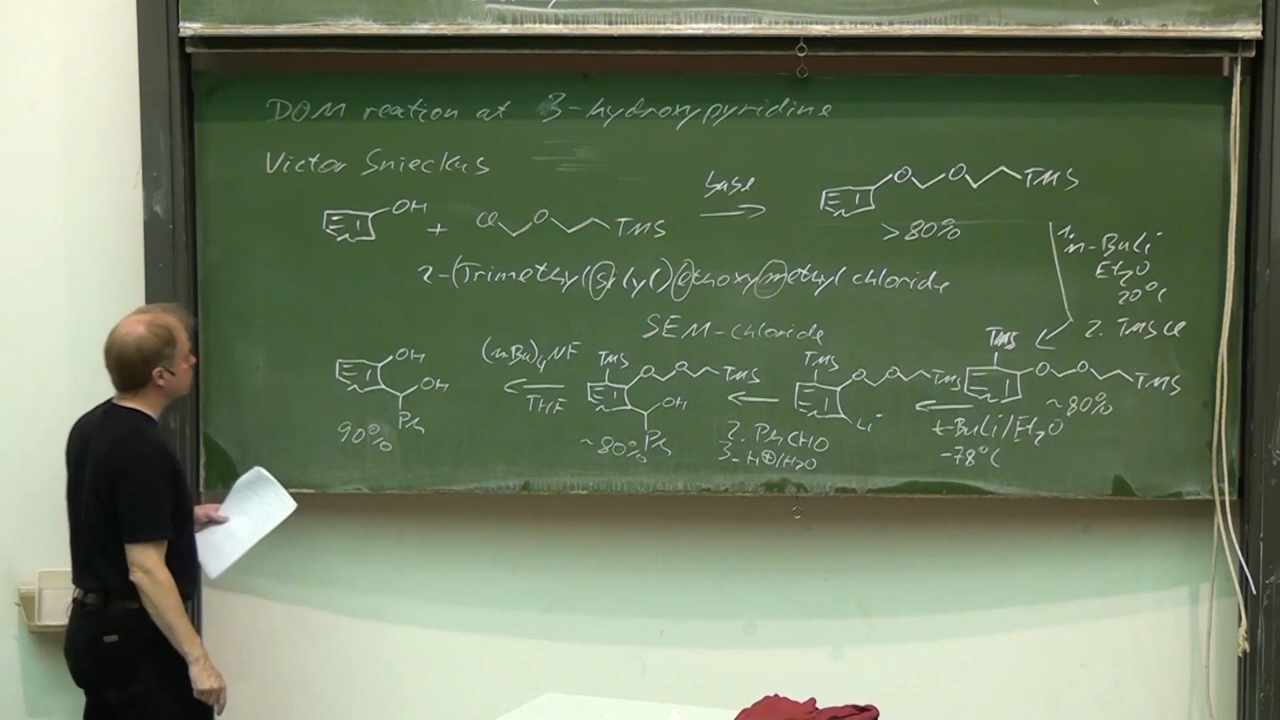 DOM reation at 3-hydroxypyridine
Victor Snieckus
OH + Cl O TMS base O O TMS
>80%
2-(Trimethylsilyl)ethoxymethyl chloride
SEM-chloride
1. n-BuLi
Et2O
20°C
2. TMSCl
TMS O O TMS
~80%
t-BuLi/Et2O
-78°C
TMS O O TMS
Li
2. PhCHO
3. H⊕/H2O
TMS O O TMS
OH
Ph
~80%
(nBu)4NF
THF
OH
OH
Ph
90%